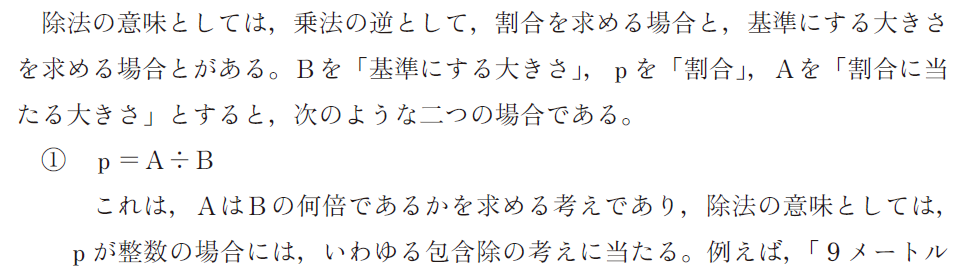 除法の意味としては，乗法の逆として，割合を求める場合と，基準にする大きさ
を求める場合とがある。Ｂを「基準にする大きさ」，ｐを「割合」，Ａを「割合に当
たる大きさ」とすると，次のような二つの場合である。
①　ｐ＝Ａ÷Ｂ
これは，ＡはＢの何倍であるかを求める考えであり，除法の意味としては，
ｐが整数の場合には，いわゆる包含除の考えに当たる。例えば，「９メートル